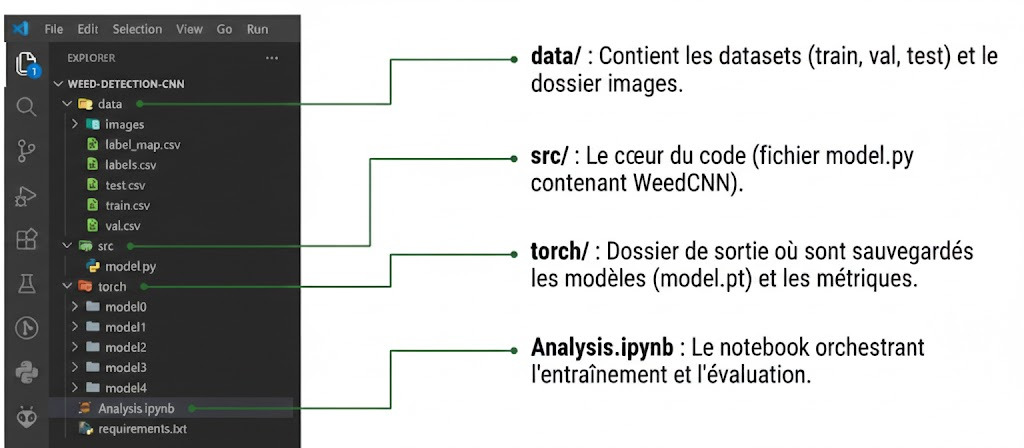 File Edit Selection View Go Run
EXPLORER
WEED-DETECTION-CNN
data
images
label_map.csv
labels.csv
test.csv
train.csv
val.csv
src
model.py
torch
model0
model1
model2
model3
model4
Analysis.ipynb
requirements.txt
1
data/ : Contient les datasets (train, val, test) et le
dossier images.
src/ : Le cœur du code (fichier model.py
contenant WeedCNN).
torch/ : Dossier de sortie où sont sauvegardés
les modèles (model.pt) et les métriques.
Analysis.ipynb : Le notebook orchestrant
l'entraînement et l'évaluation.